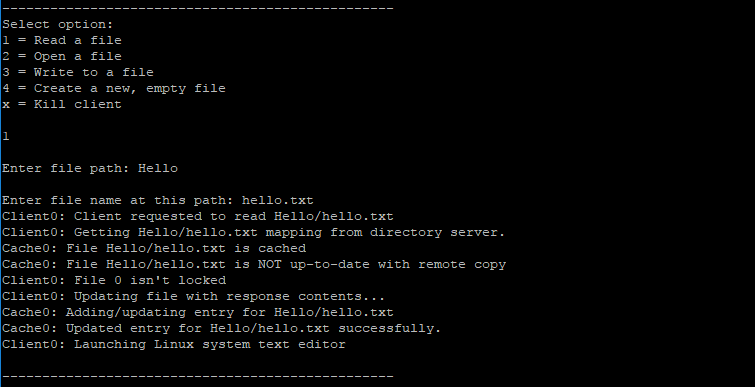 -------------------------------------------------
Select option:
1 = Read a file
2 = Open a file
3 = Write to a file
4 = Create a new, empty file
x = Kill client
1
Enter file path: Hello
Enter file name at this path: hello.txt
Client0: Client requested to read Hello/hello.txt
Client0: Getting Hello/hello.txt mapping from directory server.
Cache0: File Hello/hello.txt is cached
Cache0: File Hello/hello.txt is NOT up-to-date with remote copy
Client0: File 0 isn't locked
Client0: Updating file with response contents...
Cache0: Adding/updating entry for Hello/hello.txt
Cache0: Updated entry for Hello/hello.txt successfully.
Client0: Launching Linux system text editor
-------------------------------------------------